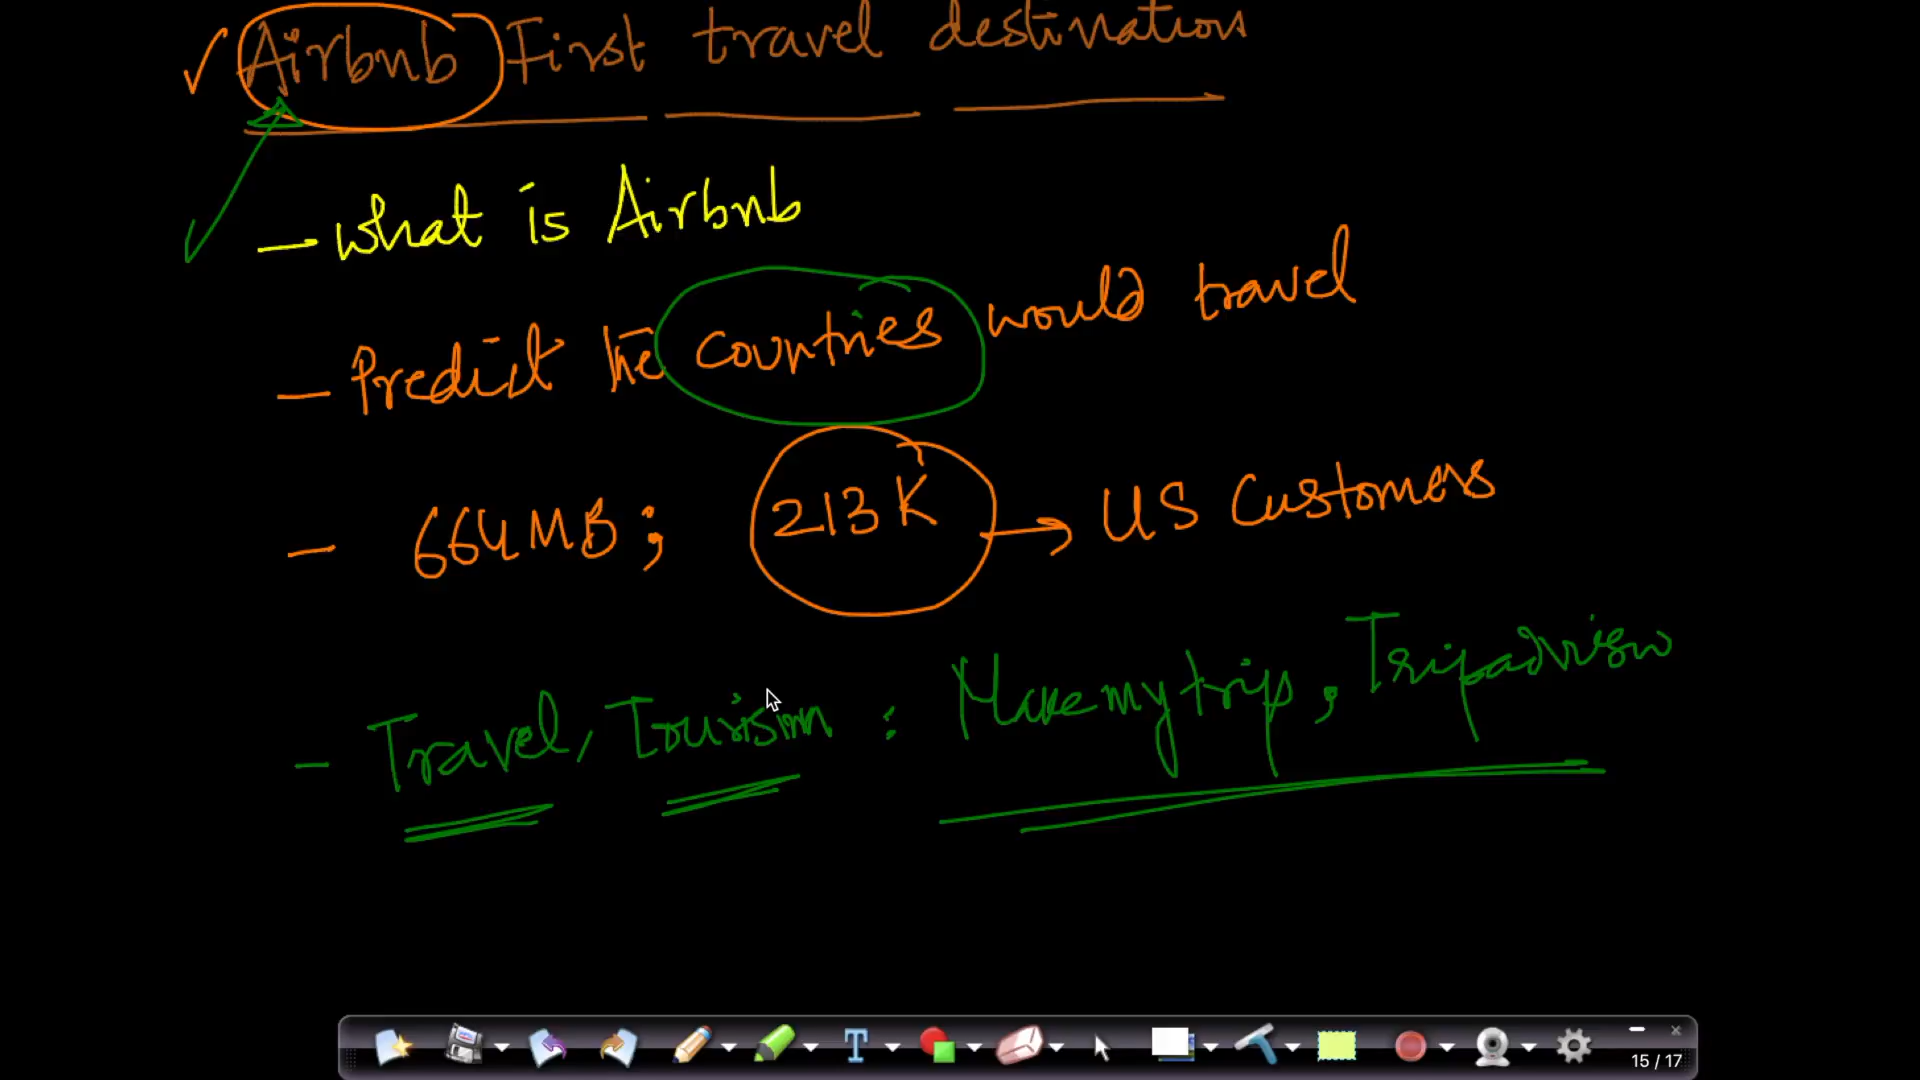 Airbnb First travel destination
- what is Airbnb
- Predict the countries would travel
- 664MB; 213K → US Customers
- Travel, Tourism : Makemytrip, Tripadvisor
T
15 / 17